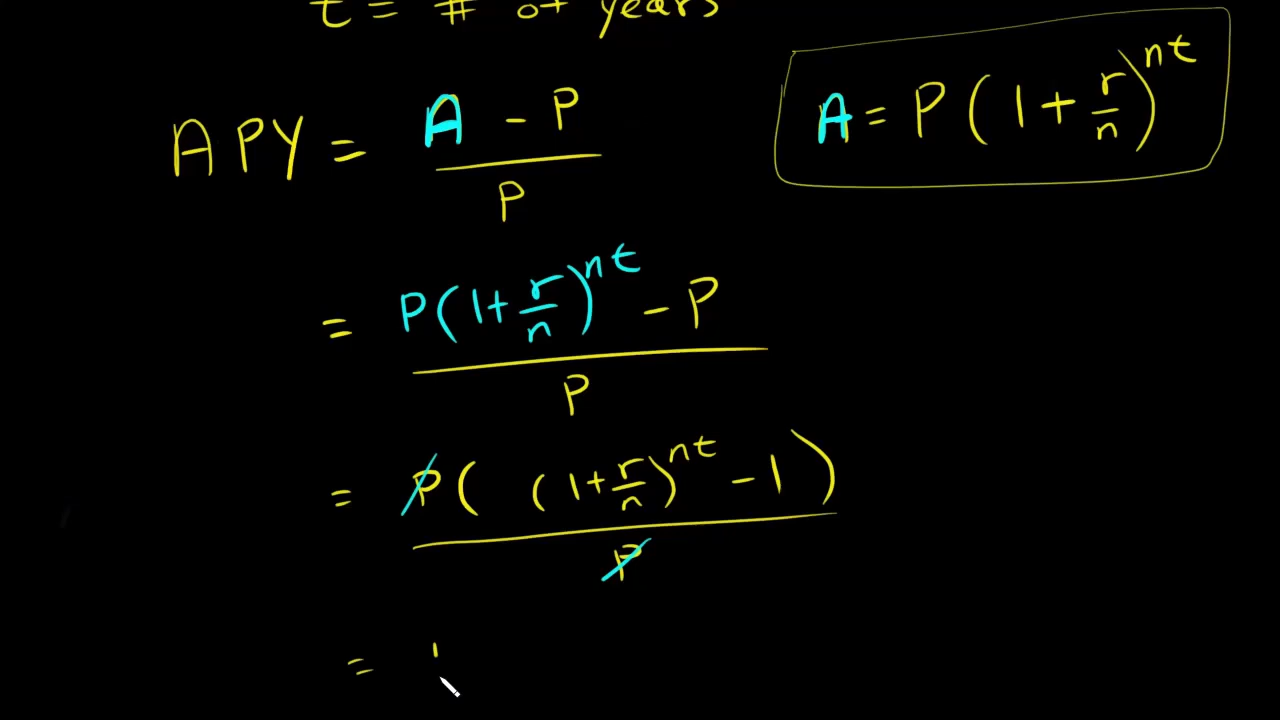 t = # of years
A = P(1 + r/n)^nt
APY = (A - P)/P
= (P(1 + r/n)^nt - P)/P
= P((1 + r/n)^nt - 1)/P
=